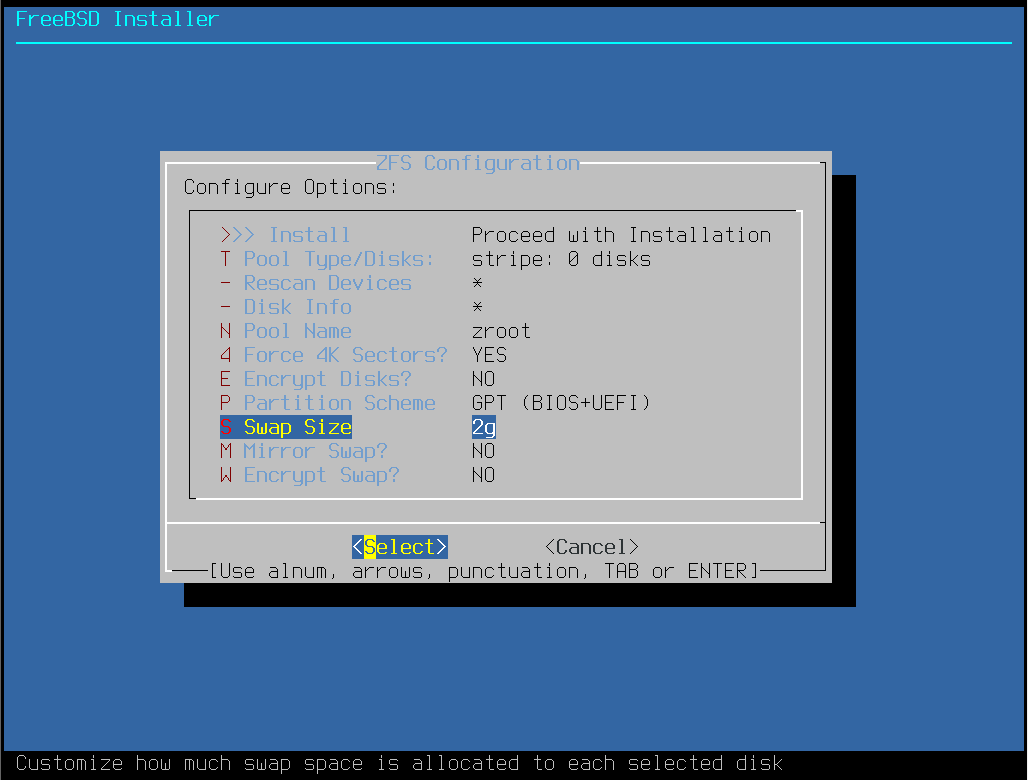 FreeBSD Installer
ZFS Configuration
Configure Options:
>>> Install Proceed with Installation
T Pool Type/Disks: stripe: 0 disks
- Rescan Devices *
- Disk Info *
N Pool Name zroot
4 Force 4K Sectors? YES
E Encrypt Disks? NO
P Partition Scheme GPT (BIOS+UEFI)
S Swap Size 2g
M Mirror Swap? NO
W Encrypt Swap? NO
<Select> <Cancel>
[Use alnum, arrows, punctuation, TAB or ENTER]
Customize how much swap space is allocated to each selected disk